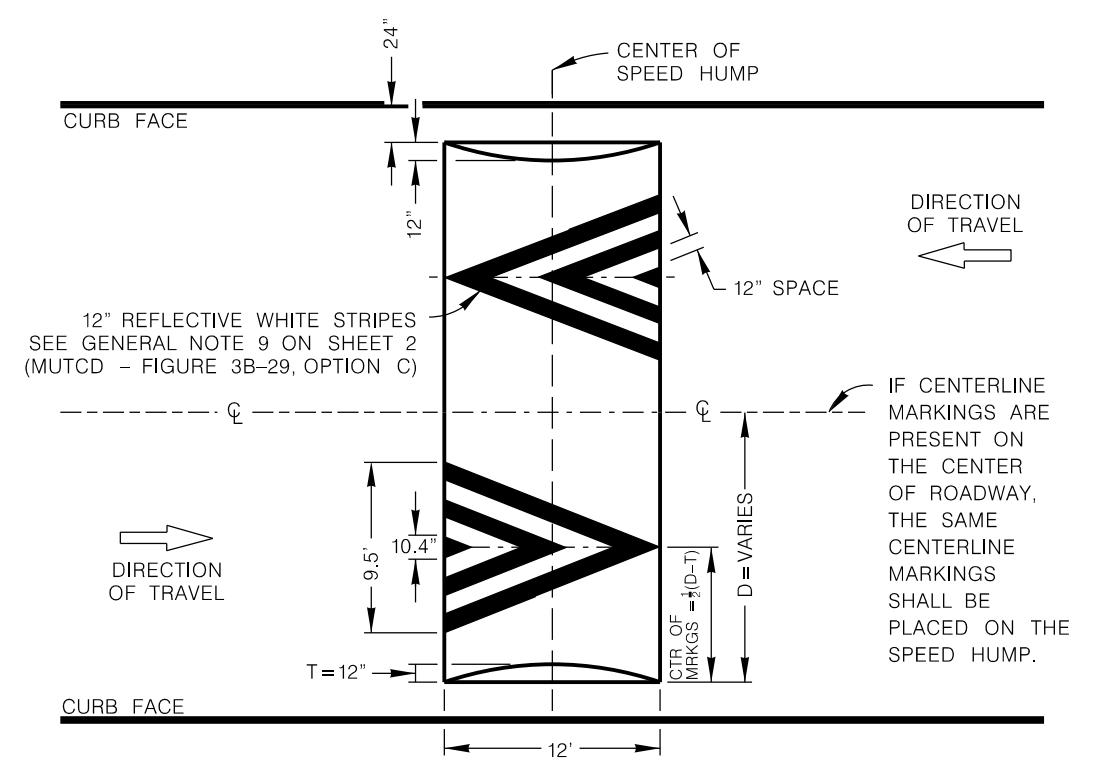 24"
CENTER OF
SPEED HUMP
CURB FACE
12"
DIRECTION
OF TRAVEL
12" SPACE
12" REFLECTIVE WHITE STRIPES
SEE GENERAL NOTE 9 ON SHEET 2
(MUTCD – FIGURE 3B–29, OPTION C)
℄
℄
IF CENTERLINE
MARKINGS ARE
PRESENT ON
THE CENTER
OF ROADWAY,
THE SAME
CENTERLINE
MARKINGS
SHALL BE
PLACED ON THE
SPEED HUMP.
9.5'
10.4"
DIRECTION
OF TRAVEL
D=VARIES
CTR OF
MRKGS = ½(D–T)
T=12"
CURB FACE
12'